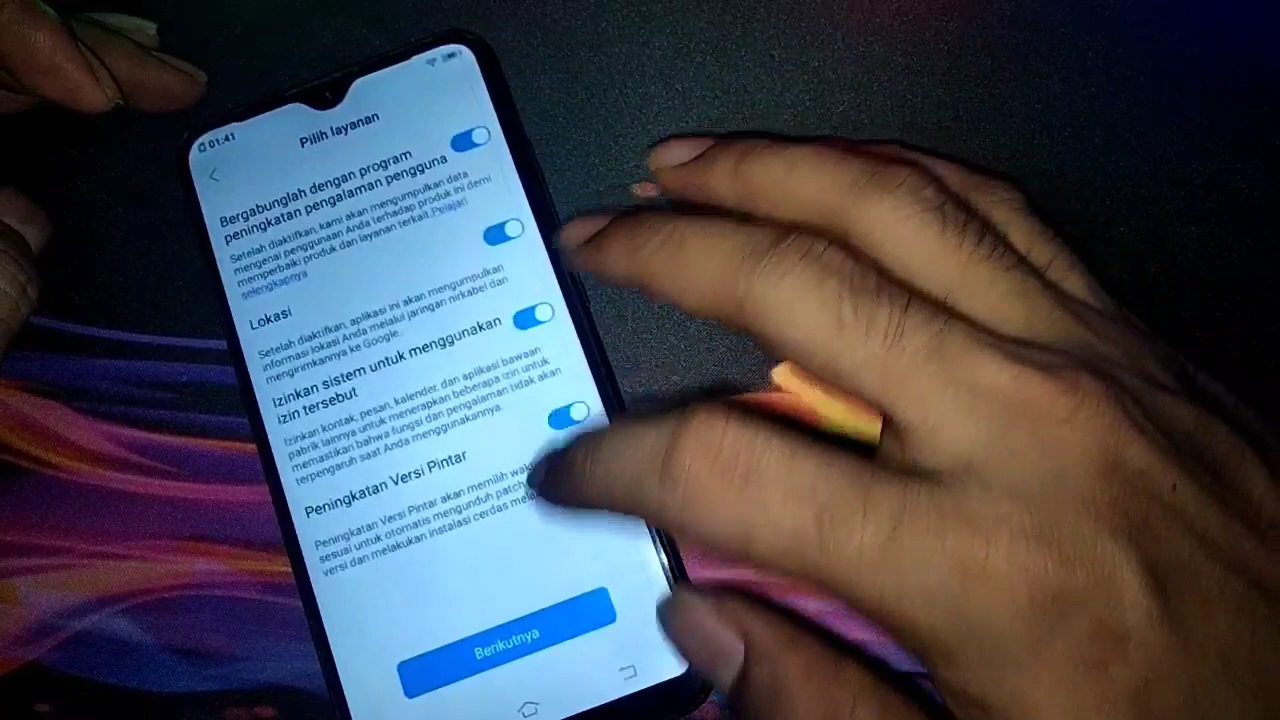 01:41
Pilih layanan
Bergabunglah dengan program
peningkatan pengalaman pengguna
Setelah diaktifkan, kami akan mengumpulkan data
mengenai penggunaan Anda terhadap produk ini demi
memperbaiki produk dan layanan terkait. Pelajari
selengkapnya
Lokasi
Setelah diaktifkan, aplikasi ini akan mengumpulkan
informasi lokasi Anda melalui jaringan nirkabel dan
mengirimkannya ke Google.
Izinkan sistem untuk menggunakan
izin tersebut
Izinkan kontak, pesan, kalender, dan aplikasi bawaan
pabrik lainnya untuk menerapkan beberapa izin untuk
memastikan bahwa fungsi dan pengalaman tidak akan
terpengaruh saat Anda menggunakannya.
Peningkatan Versi Pintar
Peningkatan Versi Pintar akan memilih
sesuai untuk otomatis mengunduh patch
versi dan melakukan instalasi cerdas
Berikutnya